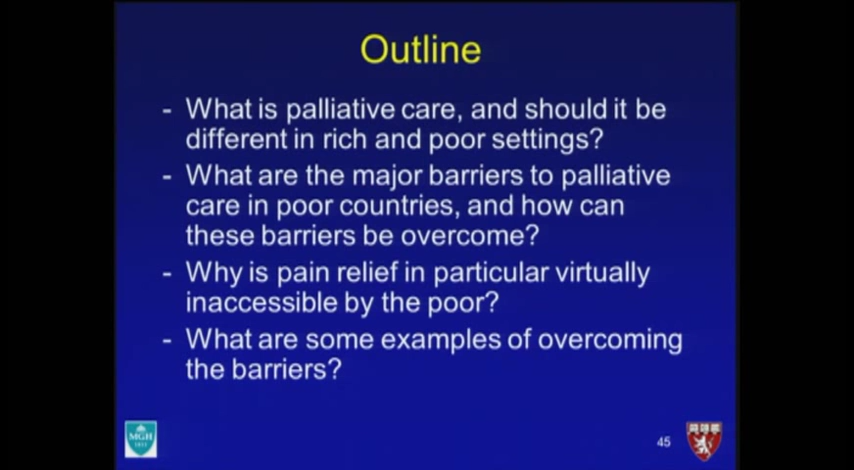 Outline
- What is palliative care, and should it be
different in rich and poor settings?
- What are the major barriers to palliative
care in poor countries, and how can
these barriers be overcome?
- Why is pain relief in particular virtually
inaccessible by the poor?
- What are some examples of overcoming
the barriers?
MGH
1811
45